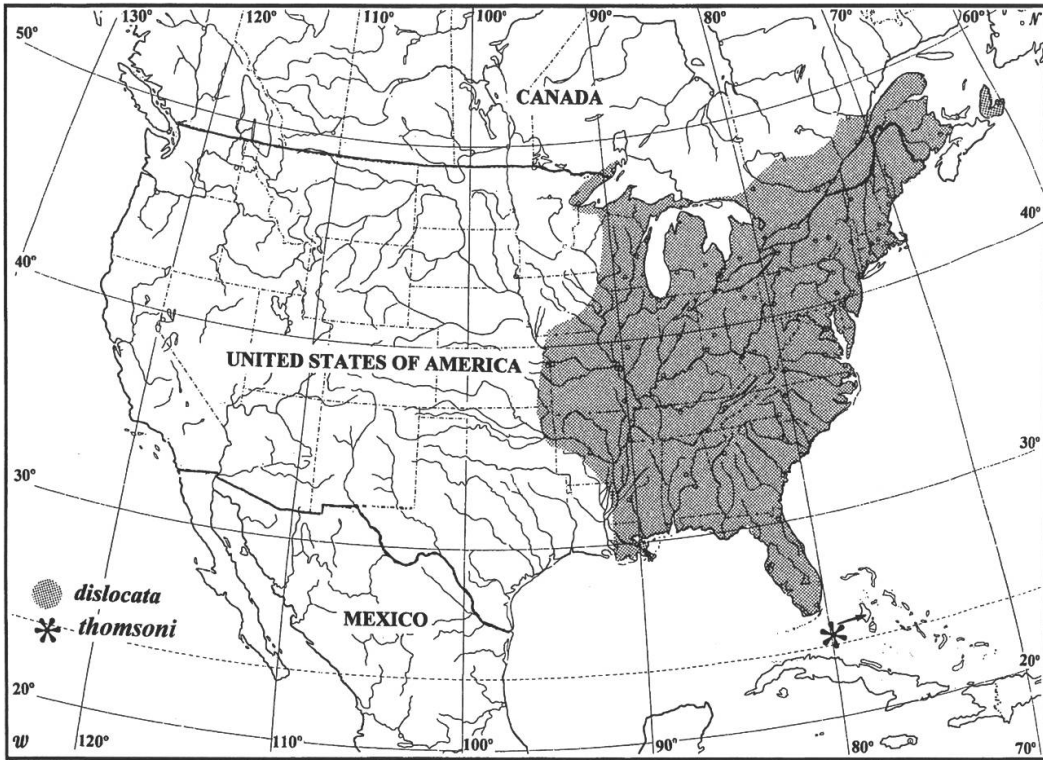 130° 120° 110° 100° 90° 80° 70° 60° N
50°
CANADA
40°
40°
UNITED STATES OF AMERICA
30°
30°
dislocata
thomsoni
MEXICO
20°
20°
W 120° 110° 100° 90° 80° 70°